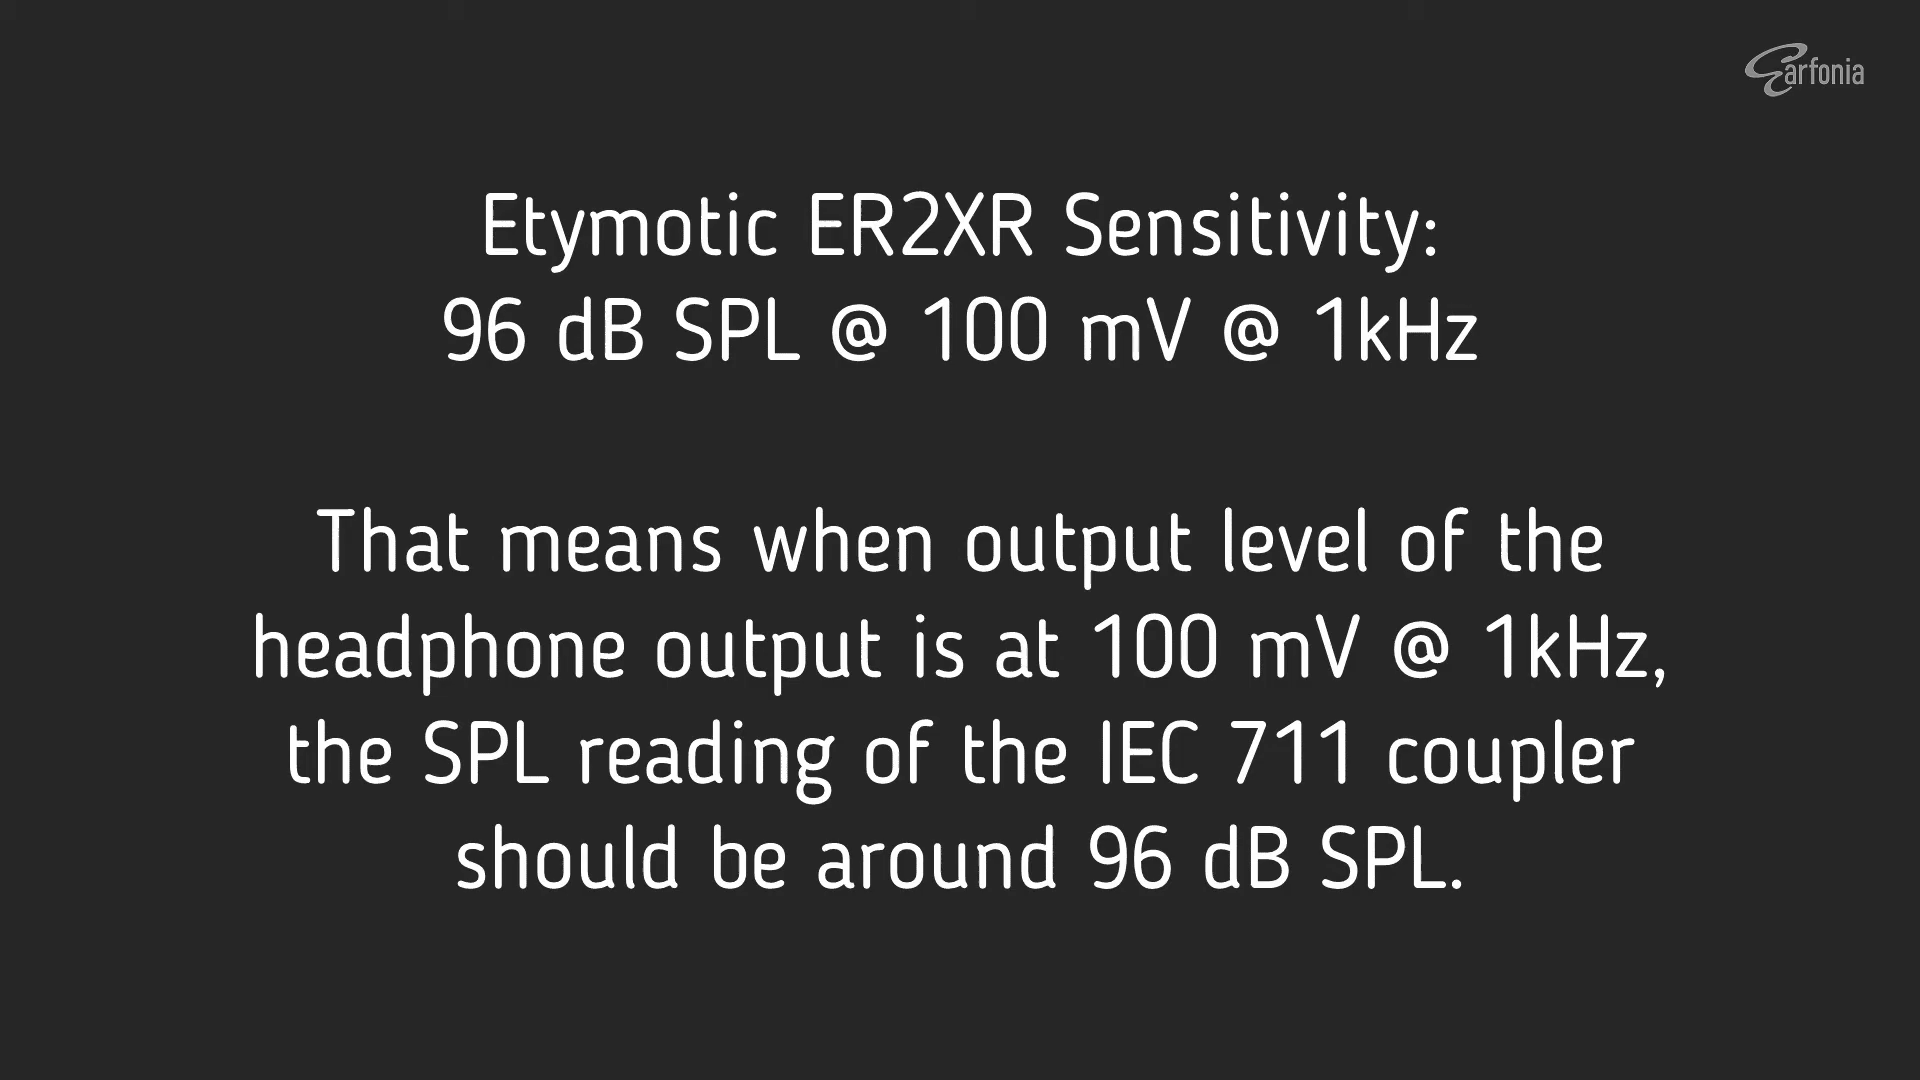 Earfonia
Etymotic ER2XR Sensitivity:
96 dB SPL @ 100 mV @ 1kHz
That means when output level of the
headphone output is at 100 mV @ 1kHz,
the SPL reading of the IEC 711 coupler
should be around 96 dB SPL.